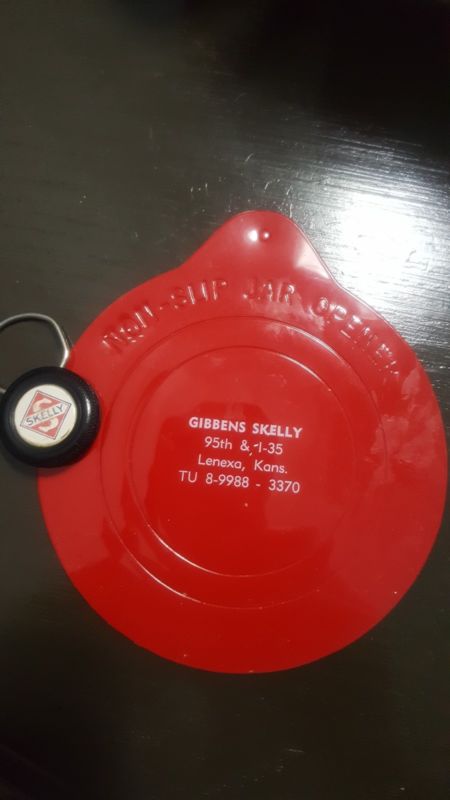 NON-SLIP JAR OPENER
SKELLY
GIBBENS SKELLY
95th & I-35
Lenexa, Kans.
TU 8-9988 - 3370